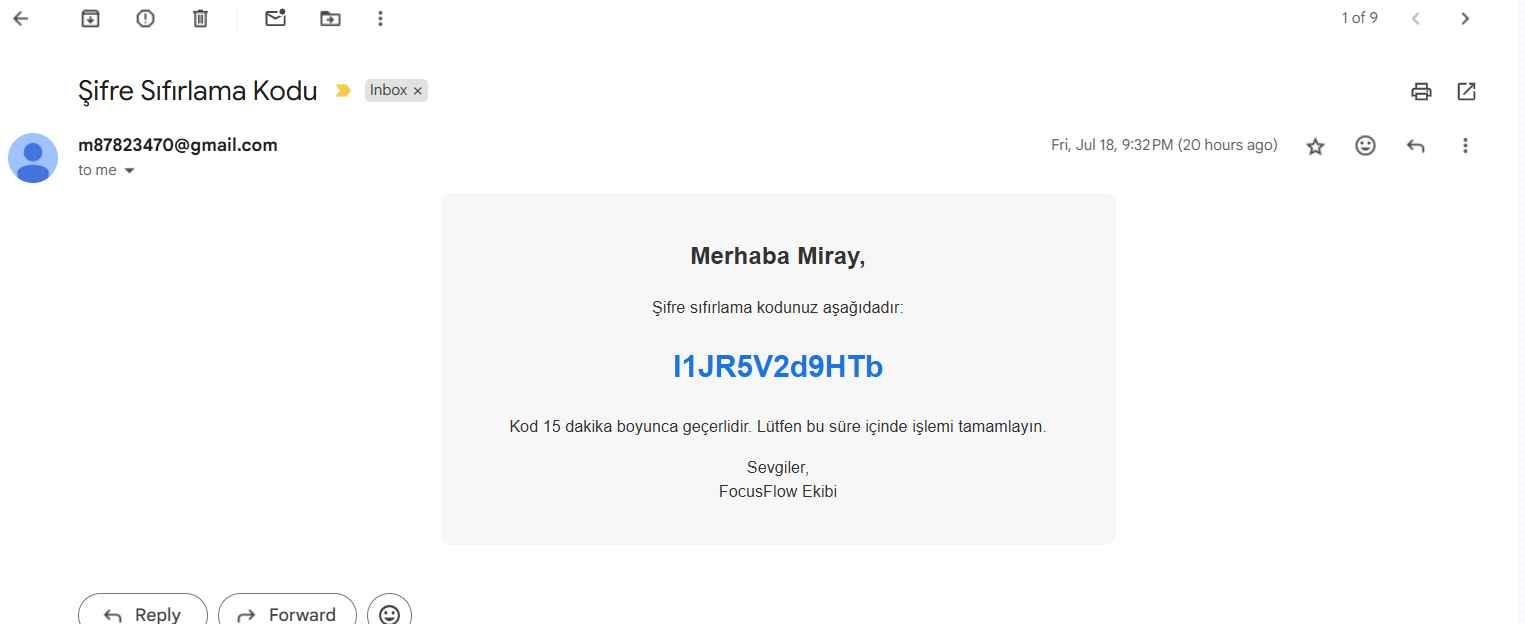 1 of 9
Şifre Sıfırlama Kodu
Inbox ×
m87823470@gmail.com
Fri, Jul 18, 9:32 PM (20 hours ago)
to me
Merhaba Miray,
Şifre sıfırlama kodunuz aşağıdadır:
I1JR5V2d9HTb
Kod 15 dakika boyunca geçerlidir. Lütfen bu süre içinde işlemi tamamlayın.
Sevgiler,
FocusFlow Ekibi
Reply
Forward